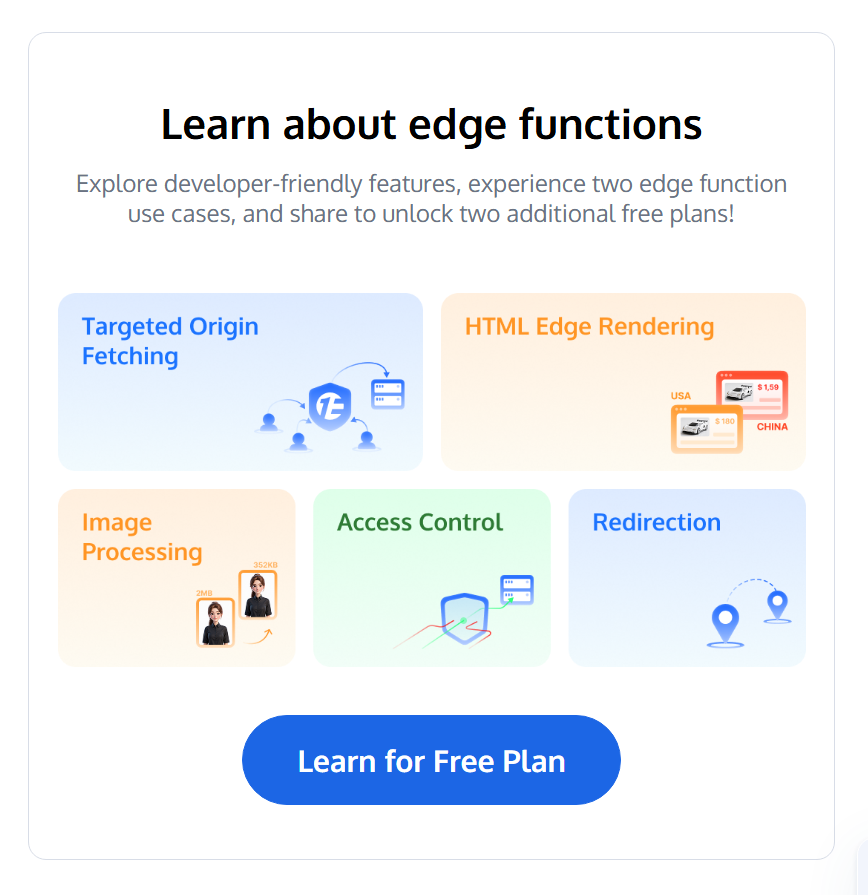 Learn about edge functions
Explore developer-friendly features, experience two edge function
use cases, and share to unlock two additional free plans!
Targeted Origin
Fetching
HTML Edge Rendering
$ 1,59
USA
$ 180
CHINA
Image
Processing
352KB
2MB
Access Control
Redirection
Learn for Free Plan